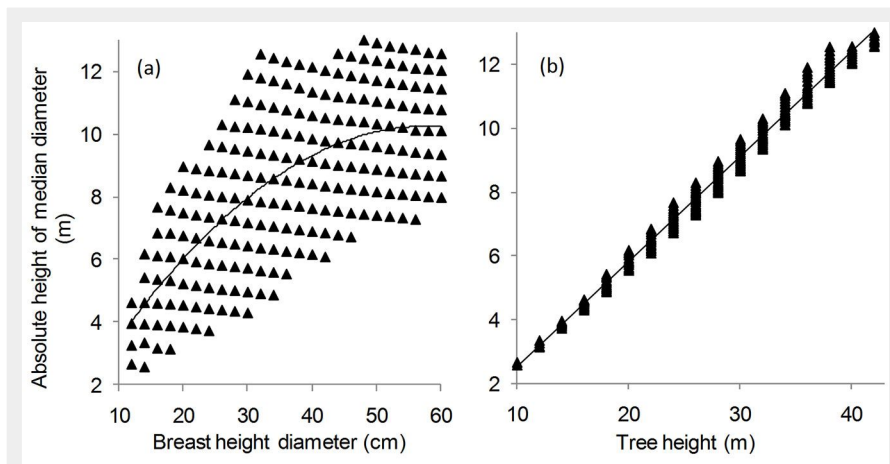 (a)
Absolute height of median diameter
(m)
12
10
8
6
4
2
10 20 30 40 50 60
Breast height diameter (cm)
(b)
12
10
8
6
4
2
10 20 30 40
Tree height (m)